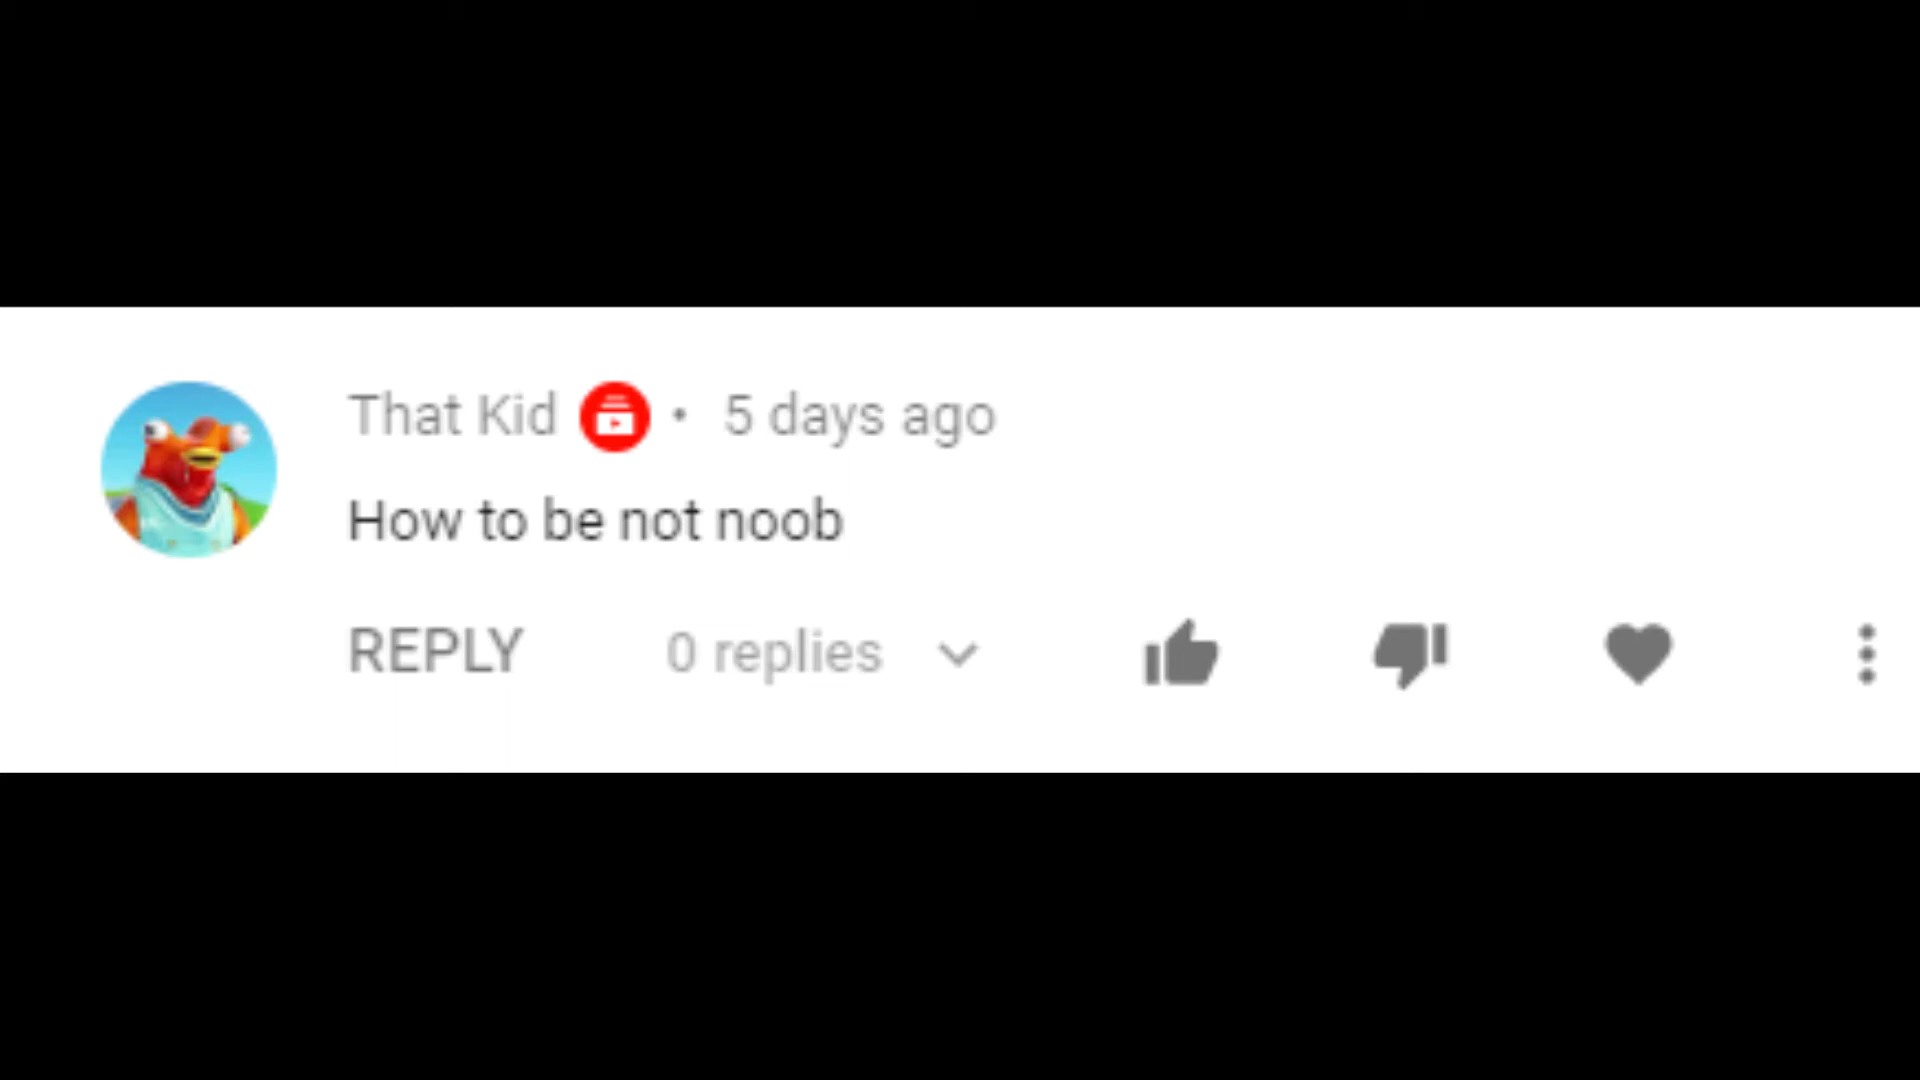 That Kid • 5 days ago
How to be not noob
REPLY 0 replies